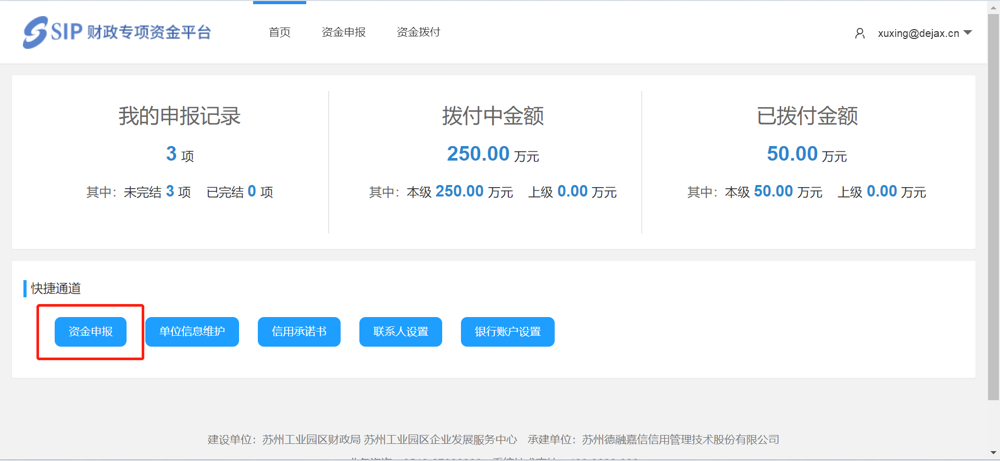 SIP 财政专项资金平台
首页 资金申报 资金拨付
xuxing@dejax.cn
我的申报记录
3 项
其中：未完结 3 项 已完结 0 项
拨付中金额
250.00 万元
其中：本级 250.00 万元 上级 0.00 万元
已拨付金额
50.00 万元
其中：本级 50.00 万元 上级 0.00 万元
快捷通道
资金申报 单位信息维护 信用承诺书 联系人设置 银行账户设置
建设单位：苏州工业园区财政局 苏州工业园区企业发展服务中心 承建单位：苏州德融嘉信信用管理技术股份有限公司